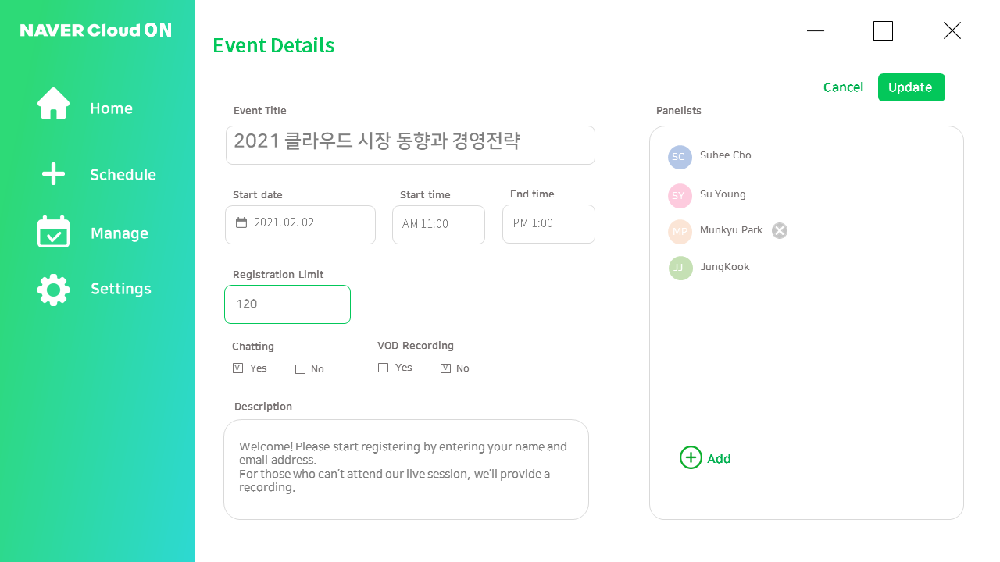 NAVER Cloud ON
Home
Schedule
Manage
Settings
Event Details
Cancel
Update
Event Title
2021 클라우드 시장 동향과 경영전략
Start date
Start time
End time
2021. 02. 02
AM 11:00
PM 1:00
Registration Limit
120
Chatting
VOD Recording
V Yes
No
Yes
V No
Description
Welcome! Please start registering by entering your name and
email address.
For those who can't attend our live session, we'll provide a
recording.
Panelists
SC Suhee Cho
SY Su Young
MP Munkyu Park
JJ JungKook
Add